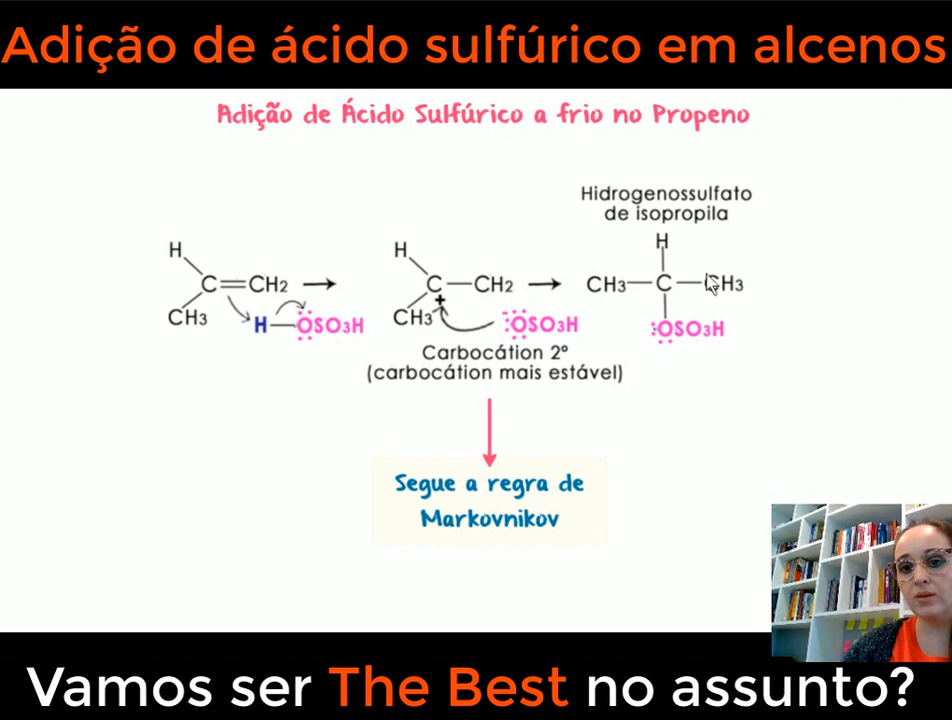 Adição de ácido sulfúrico em alcenos
Adição de Ácido Sulfúrico a frio no Propeno
Hidrogenossulfato
de isopropila
H
C=CH2
CH3
H—OSO3H
H
C—CH2
+
CH3
:OSO3H
H
CH3—C—CH3
:OSO3H
Carbocátion 2º
(carbocátion mais estável)
Segue a regra de
Markovnikov
Vamos ser The Best no assunto?